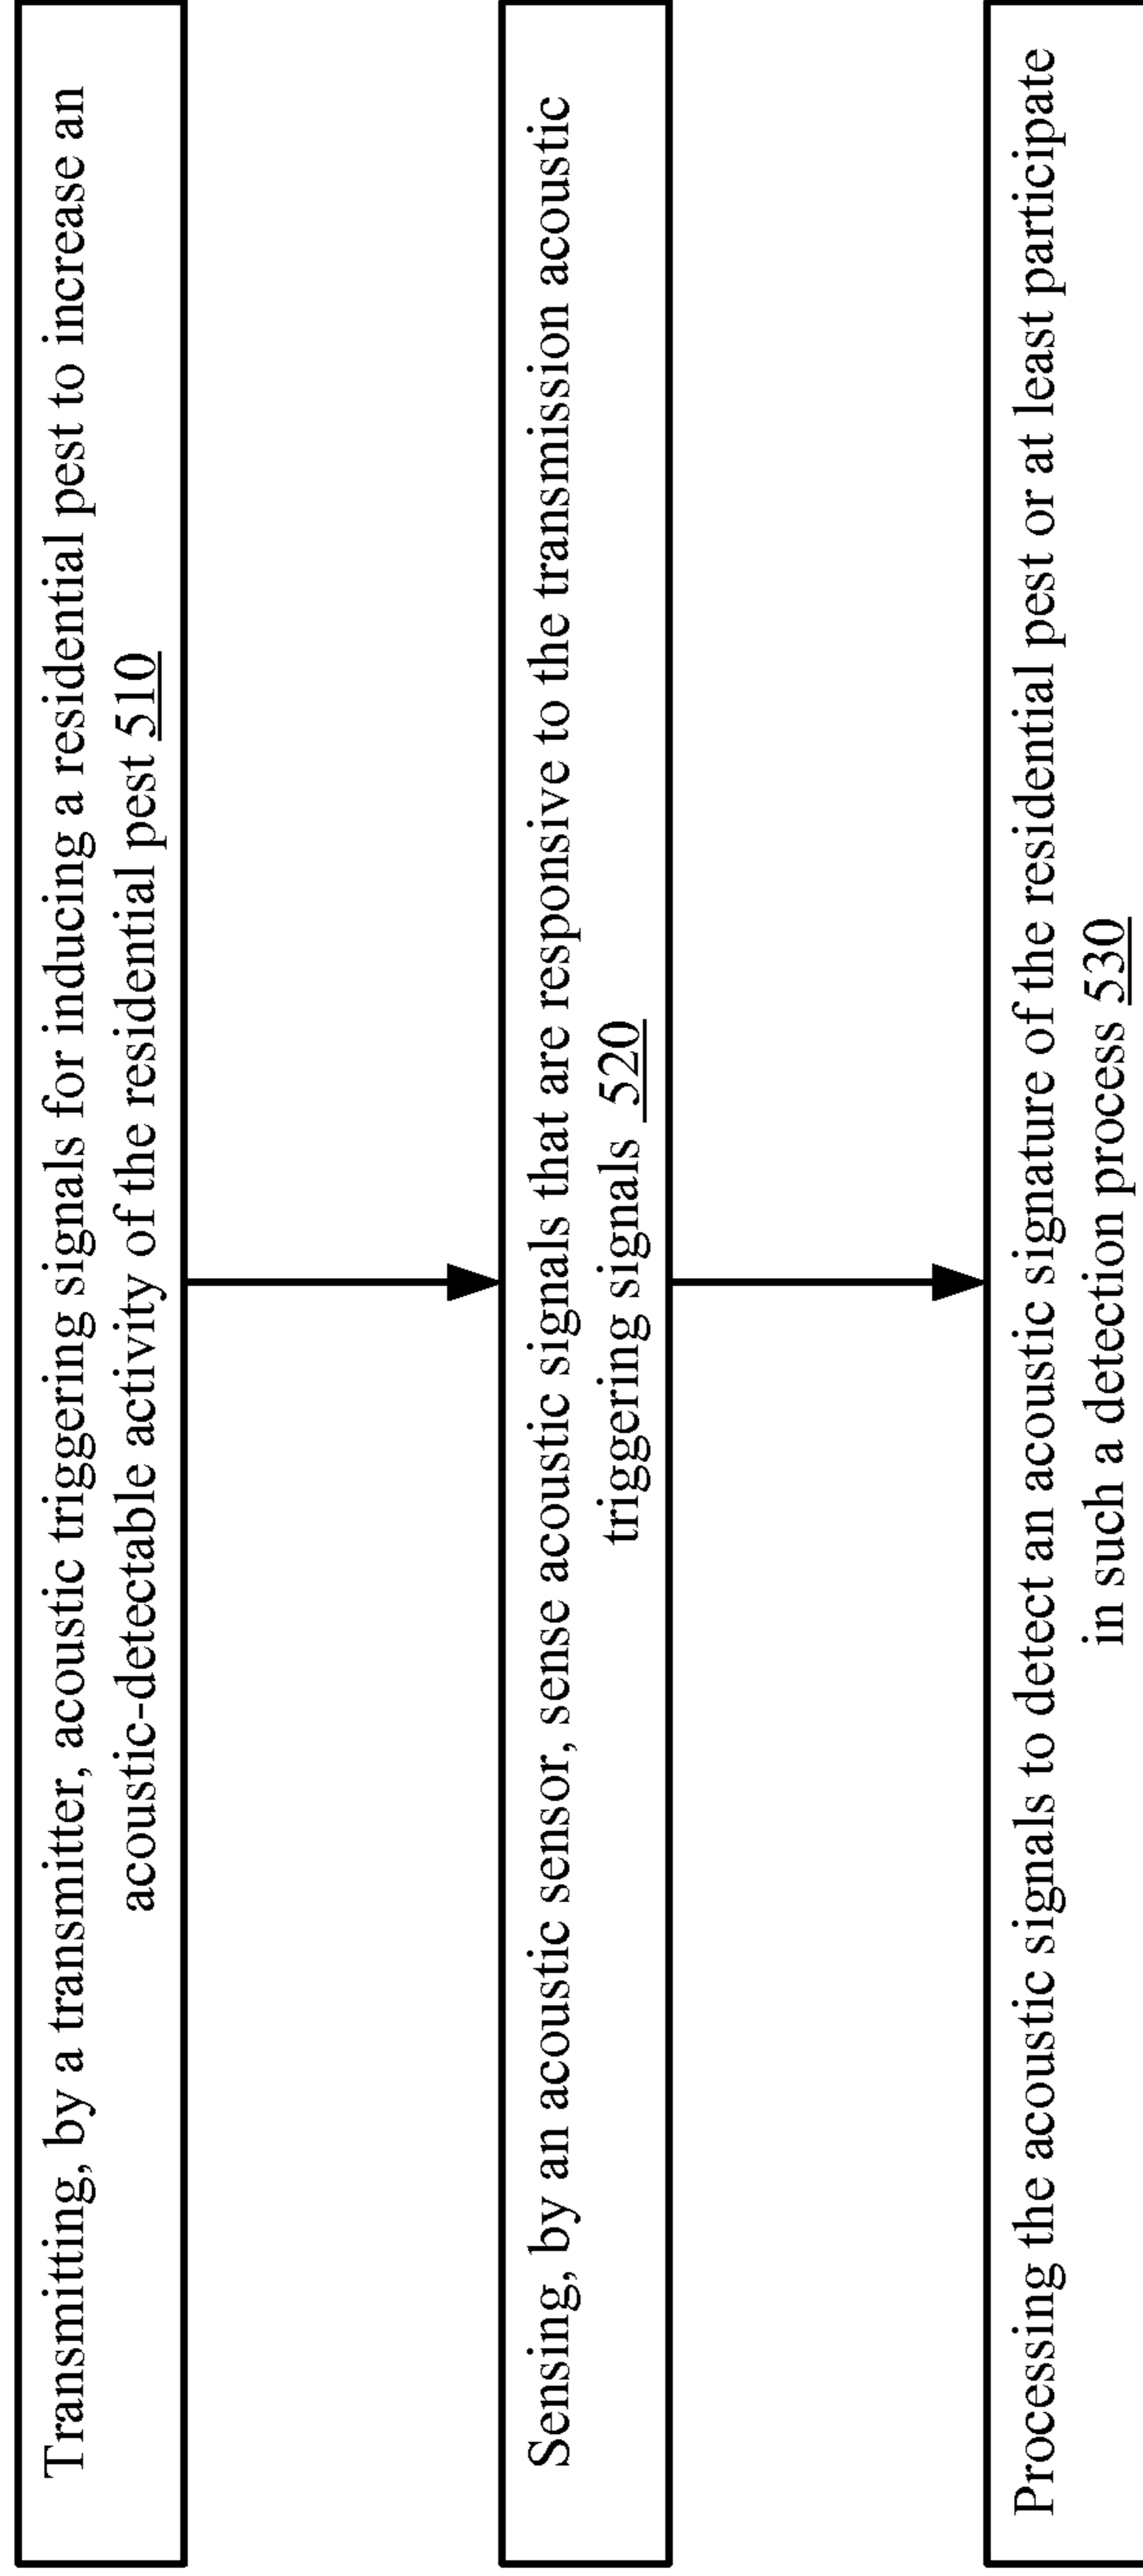 Transmitting, by a transmitter, acoustic triggering signals for inducing a residential pest to increase an
acoustic-detectable activity of the residential pest 510
Sensing, by an acoustic sensor, sense acoustic signals that are responsive to the transmission acoustic
triggering signals 520
Processing the acoustic signals to detect an acoustic signature of the residential pest or at least participate
in such a detection process 530